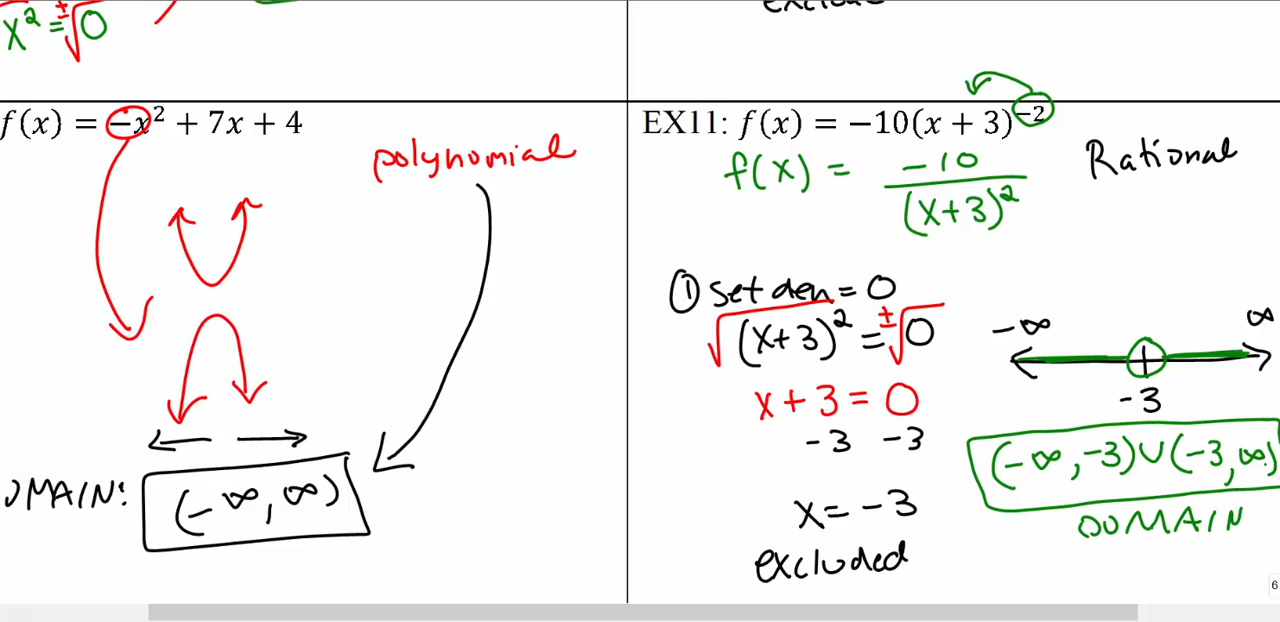 x² = ±√0
f(x) = −x² + 7x + 4
polynomial
DOMAIN: (-∞, ∞)
EX11: f(x) = −10(x + 3)⁻²
f(x) = -10/(x+3)²
Rational
① set den = 0
√(x+3)² = ±√0
x + 3 = 0
-3 -3
x = -3
excluded
-∞ ∞
-3
(-∞, -3) ∪ (-3, ∞)
DOMAIN
6